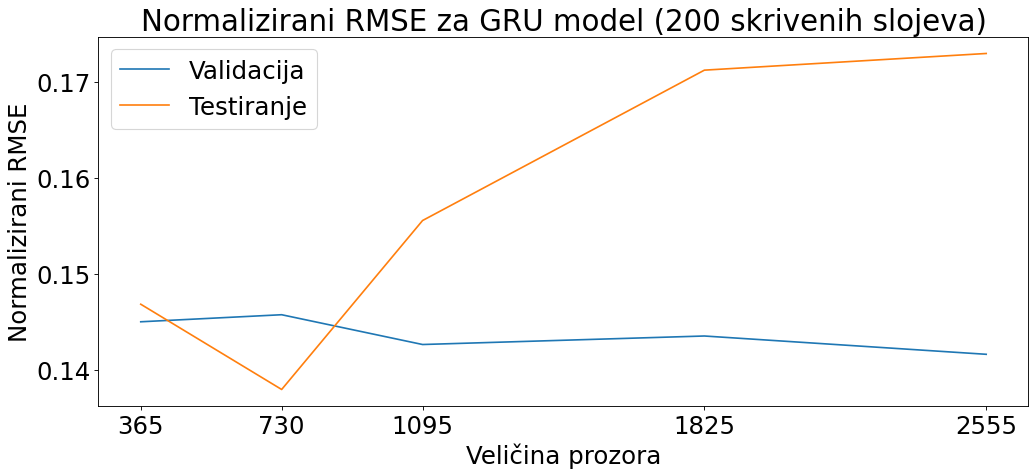 Normalizirani RMSE za GRU model (200 skrivenih slojeva)
Validacija
Testiranje
Normalizirani RMSE
0.17
0.16
0.15
0.14
365 730 1095 1825 2555
Veličina prozora